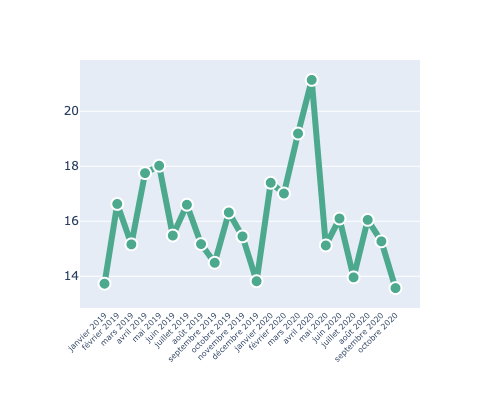 20
18
16
14
janvier 2019
février 2019
mars 2019
avril 2019
mai 2019
juin 2019
juillet 2019
août 2019
septembre 2019
octobre 2019
novembre 2019
décembre 2019
janvier 2020
février 2020
mars 2020
avril 2020
mai 2020
juin 2020
juillet 2020
août 2020
septembre 2020
octobre 2020